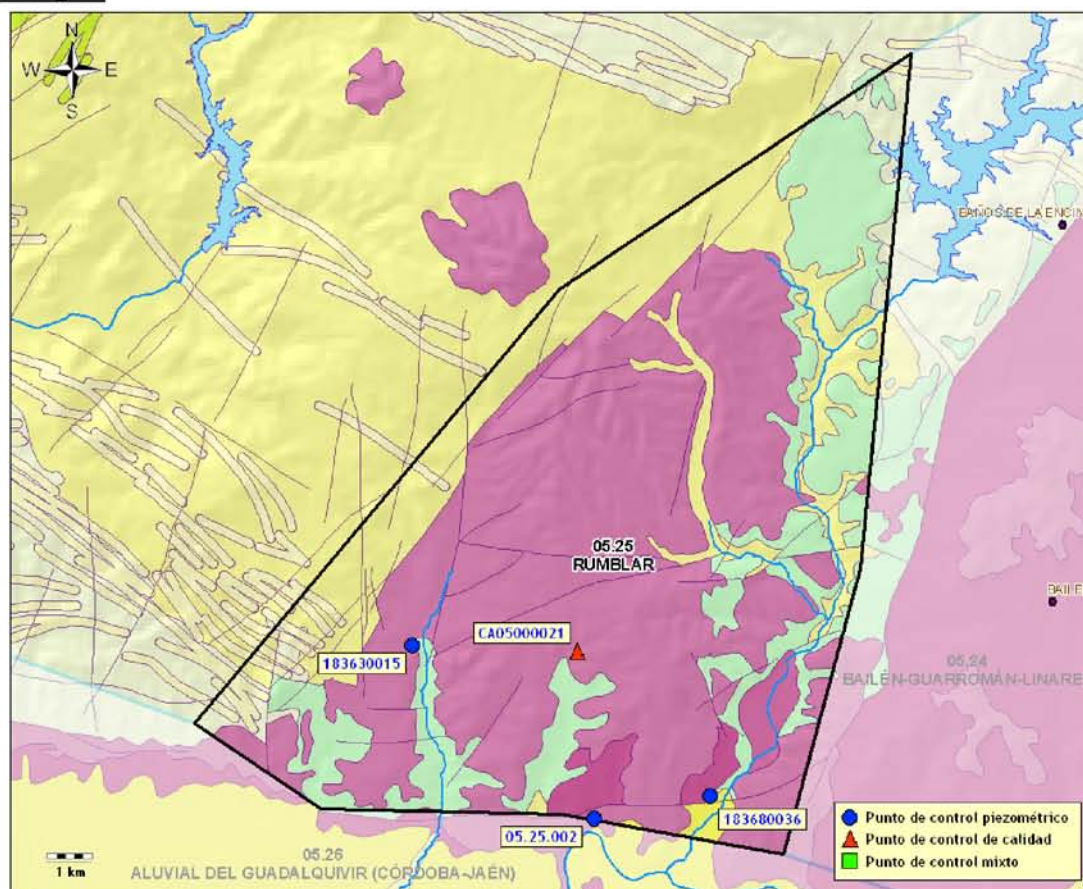 N
W E
S
BAÑOS DE LA ENCIN
05.25
RUMBLAR
CA05000021
183630015
BAILE
05.24
BAILÉN-GUARROMÁN-LINARE
183680036
05.25.002
05.26
ALUVIAL DEL GUADALQUIVIR (CÓRDOBA-JAÉN)
1 km
Punto de control piezométrico
Punto de control de calidad
Punto de control mixto